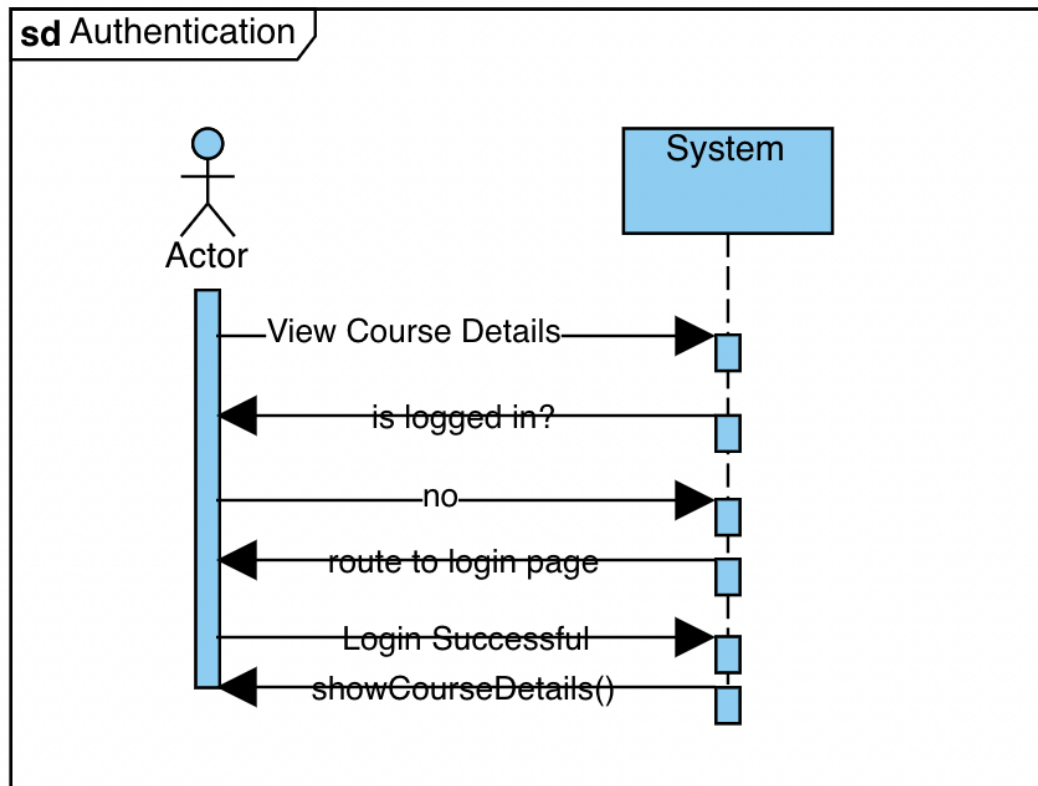 sd Authentication
System
Actor
View Course Details
is logged in?
no
route to login page
Login Successful
showCourseDetails()